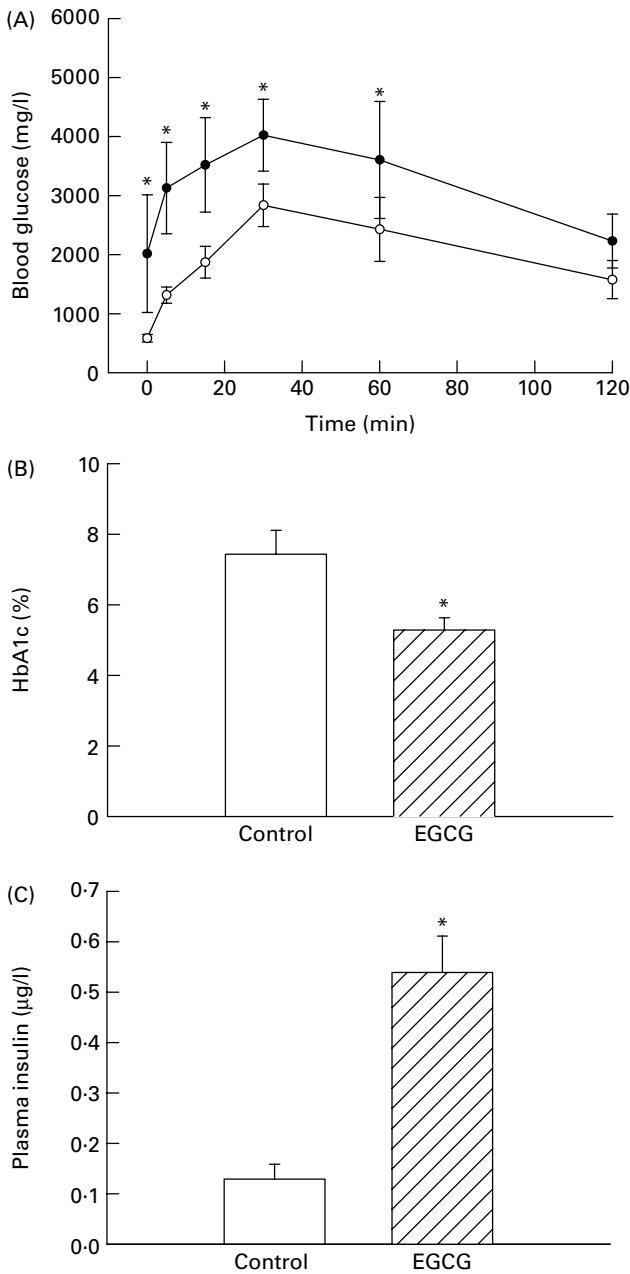 (A)
6000
5000
4000
3000
2000
1000
0
Blood glucose (mg/l)
* * * * *
0 20 40 60 80 100 120
Time (min)
(B)
10
8
6
4
2
0
HbA1c (%)
*
Control EGCG
(C)
0·7
0·6
0·5
0·4
0·3
0·2
0·1
0·0
Plasma insulin (μg/l)
*
Control EGCG